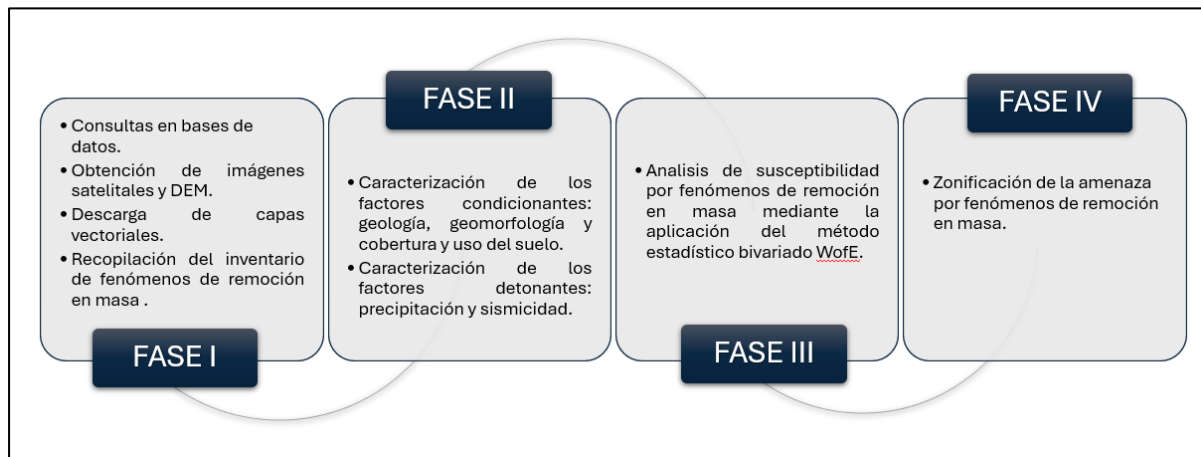 • Consultas en bases de
datos.
• Obtención de imágenes
satelitales y DEM.
• Descarga de capas
vectoriales.
• Recopilación del inventario
de fenómenos de remoción
en masa .
FASE I
FASE II
• Caracterización de los
factores condicionantes:
geología, geomorfología y
cobertura y uso del suelo.
• Caracterización de los
factores detonantes:
precipitación y sismicidad.
• Analisis de susceptibilidad
por fenómenos de remoción
en masa mediante la
aplicación del método
estadístico bivariado WofE.
FASE III
FASE IV
• Zonificación de la amenaza
por fenómenos de remoción
en masa.